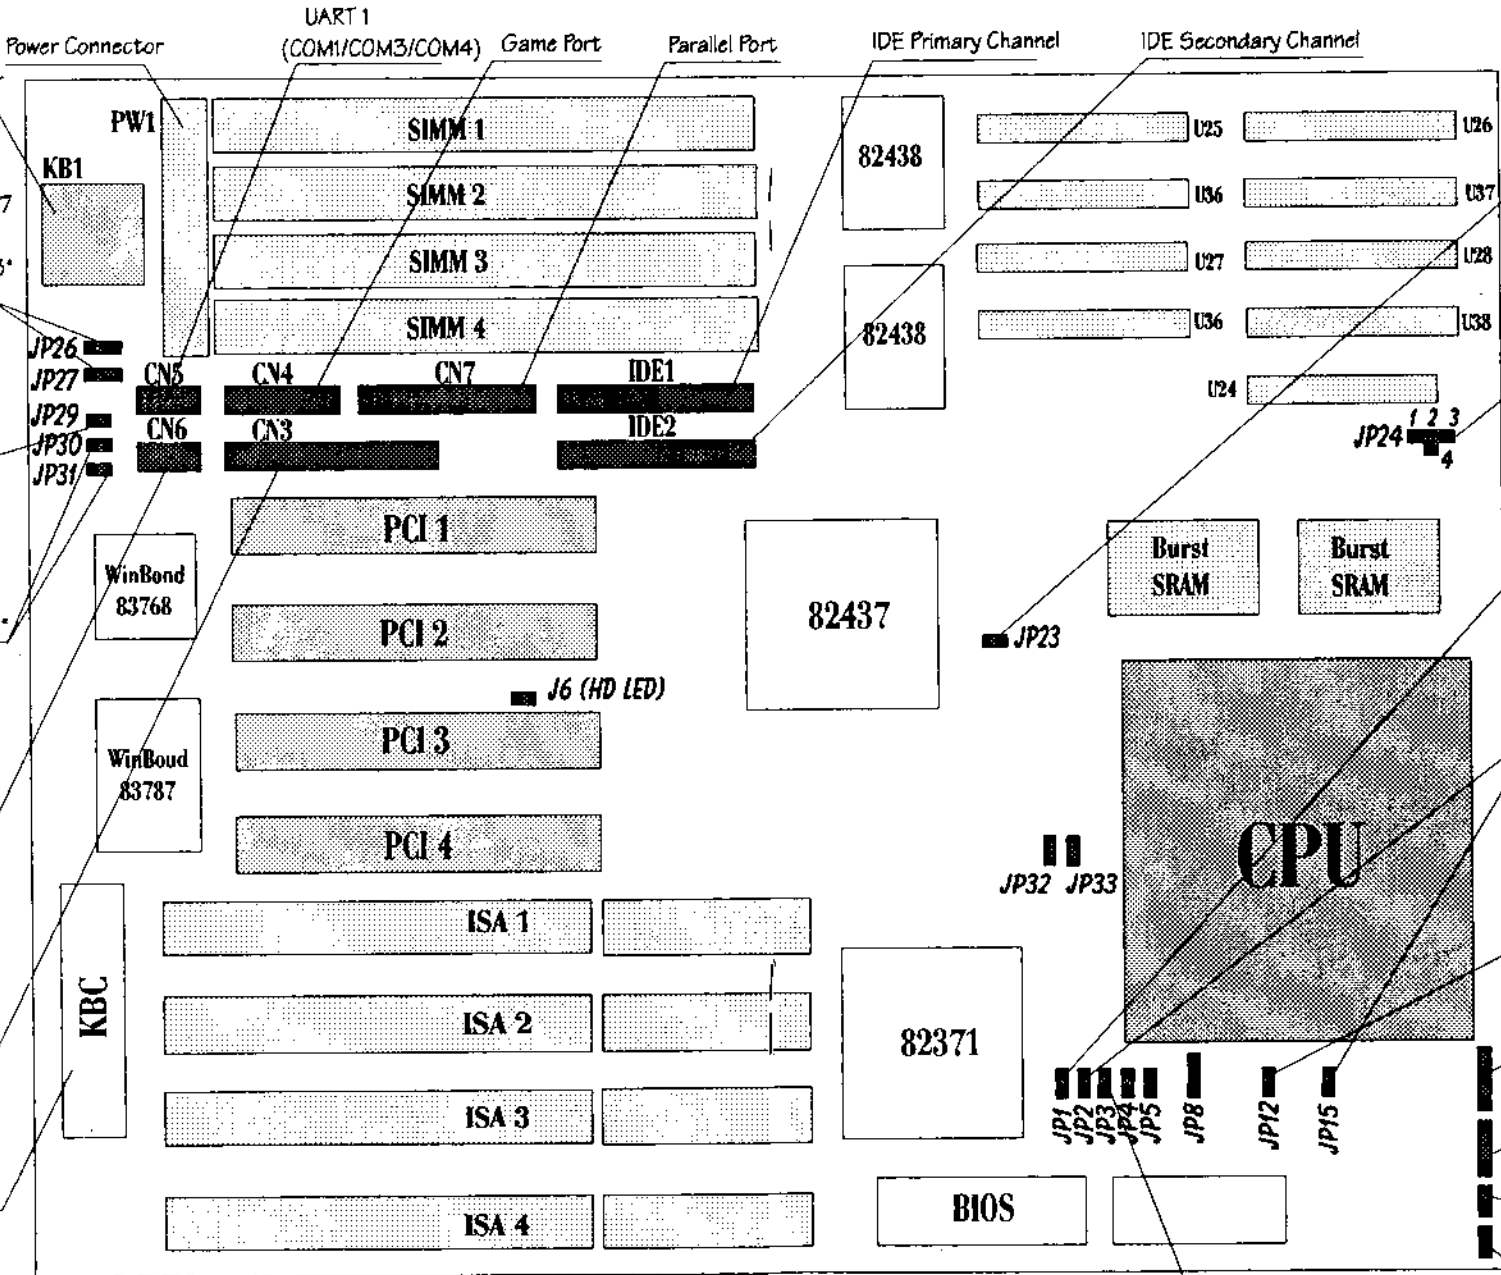 UART 1
Power Connector
(COM1/COM3/COM4)
Game Port
Parallel Port
IDE Primary Channel
IDE Secondary Channel
PW1
SIMM 1
82438
U25
U26
KB1
SIMM 2
U36
U37
7
SIMM 3
U27
U28
SIMM 4
82438
U36
U38
JP26
JP27
CN5
CN4
CN7
IDE1
U24
JP29
CN6
CN3
IDE2
1 2 3
JP24
4
JP30
JP31
PCI 1
Burst
SRAM
Burst
SRAM
WinBond
83768
PCI 2
82437
JP23
J6 (HD LED)
PCI 3
WinBoud
83787
PCI 4
CPU
JP32
JP33
ISA 1
KBC
ISA 2
82371
ISA 3
JP1
JP2
JP3
JP4
JP5
JP8
JP12
JP15
ISA 4
BIOS